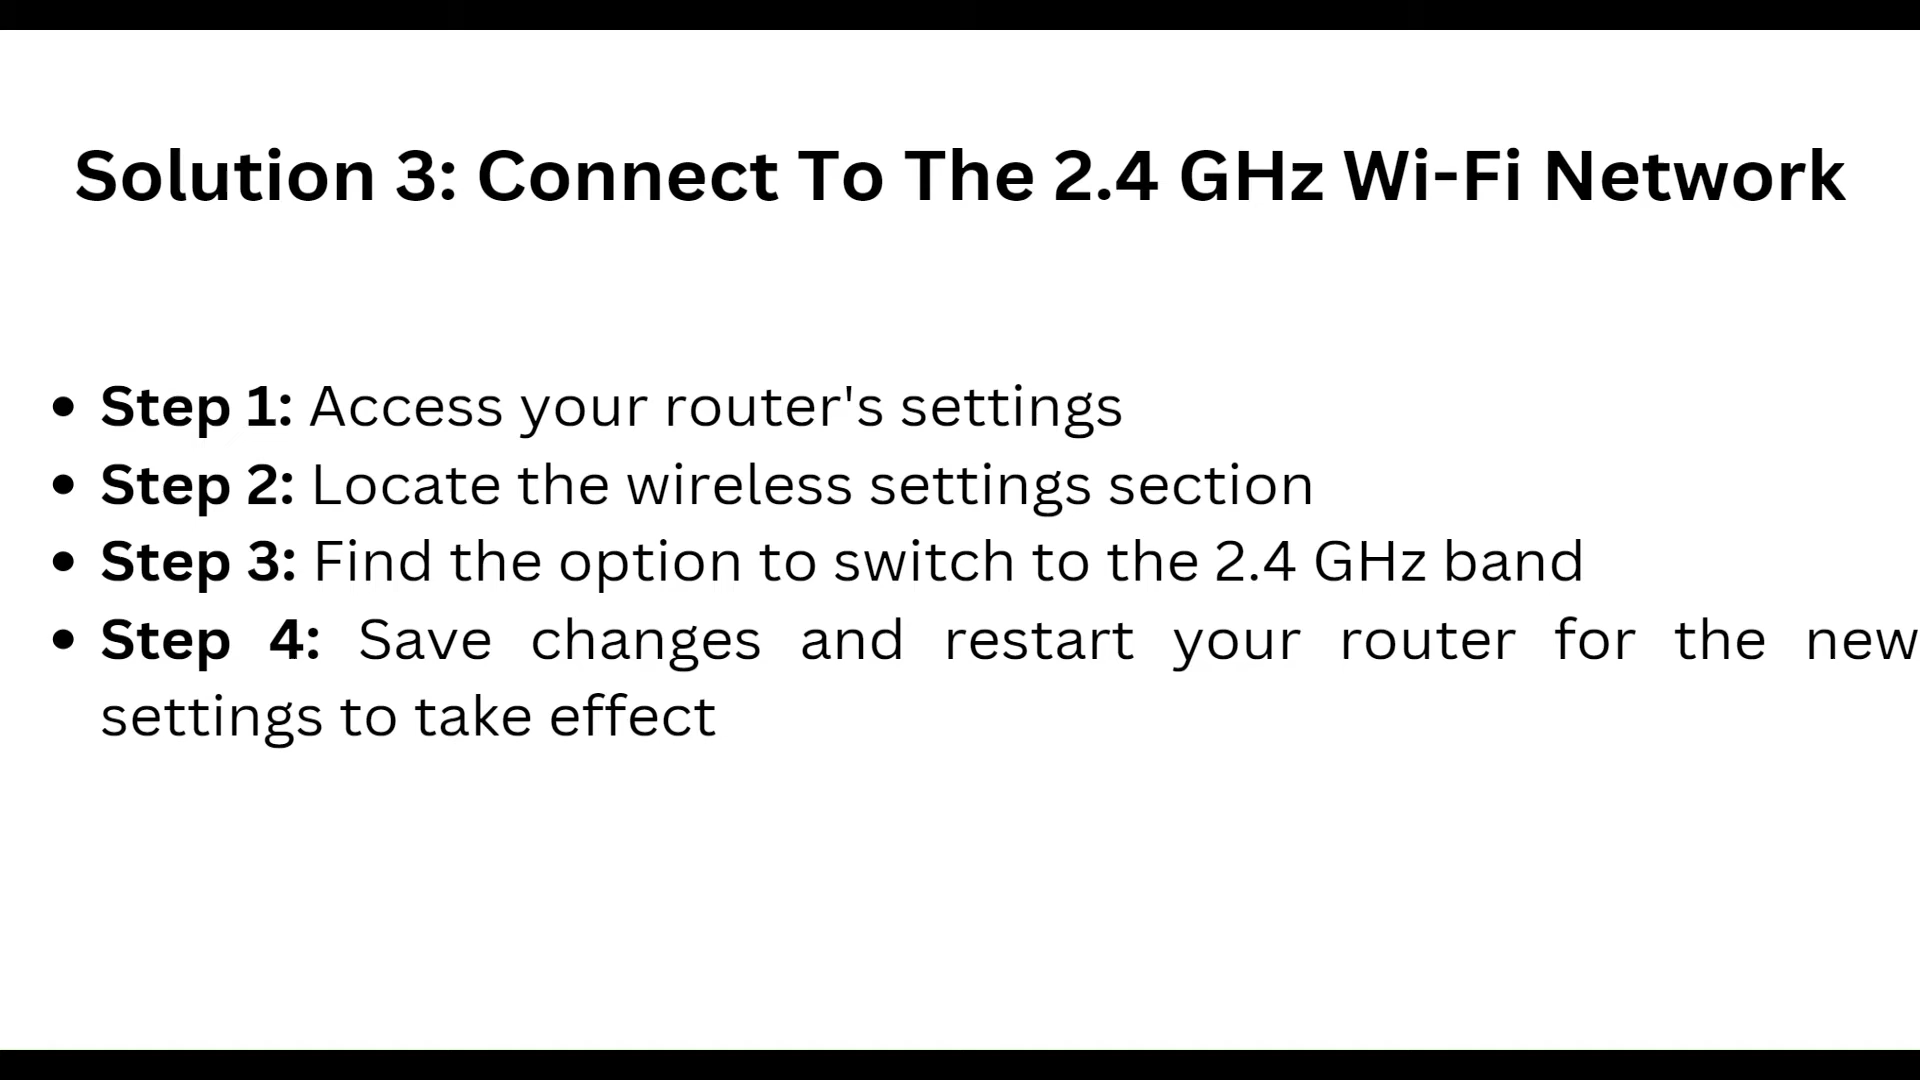 Solution 3: Connect To The 2.4 GHz Wi-Fi Network
• Step 1: Access your router's settings
• Step 2: Locate the wireless settings section
• Step 3: Find the option to switch to the 2.4 GHz band
• Step 4: Save changes and restart your router for the new
settings to take effect